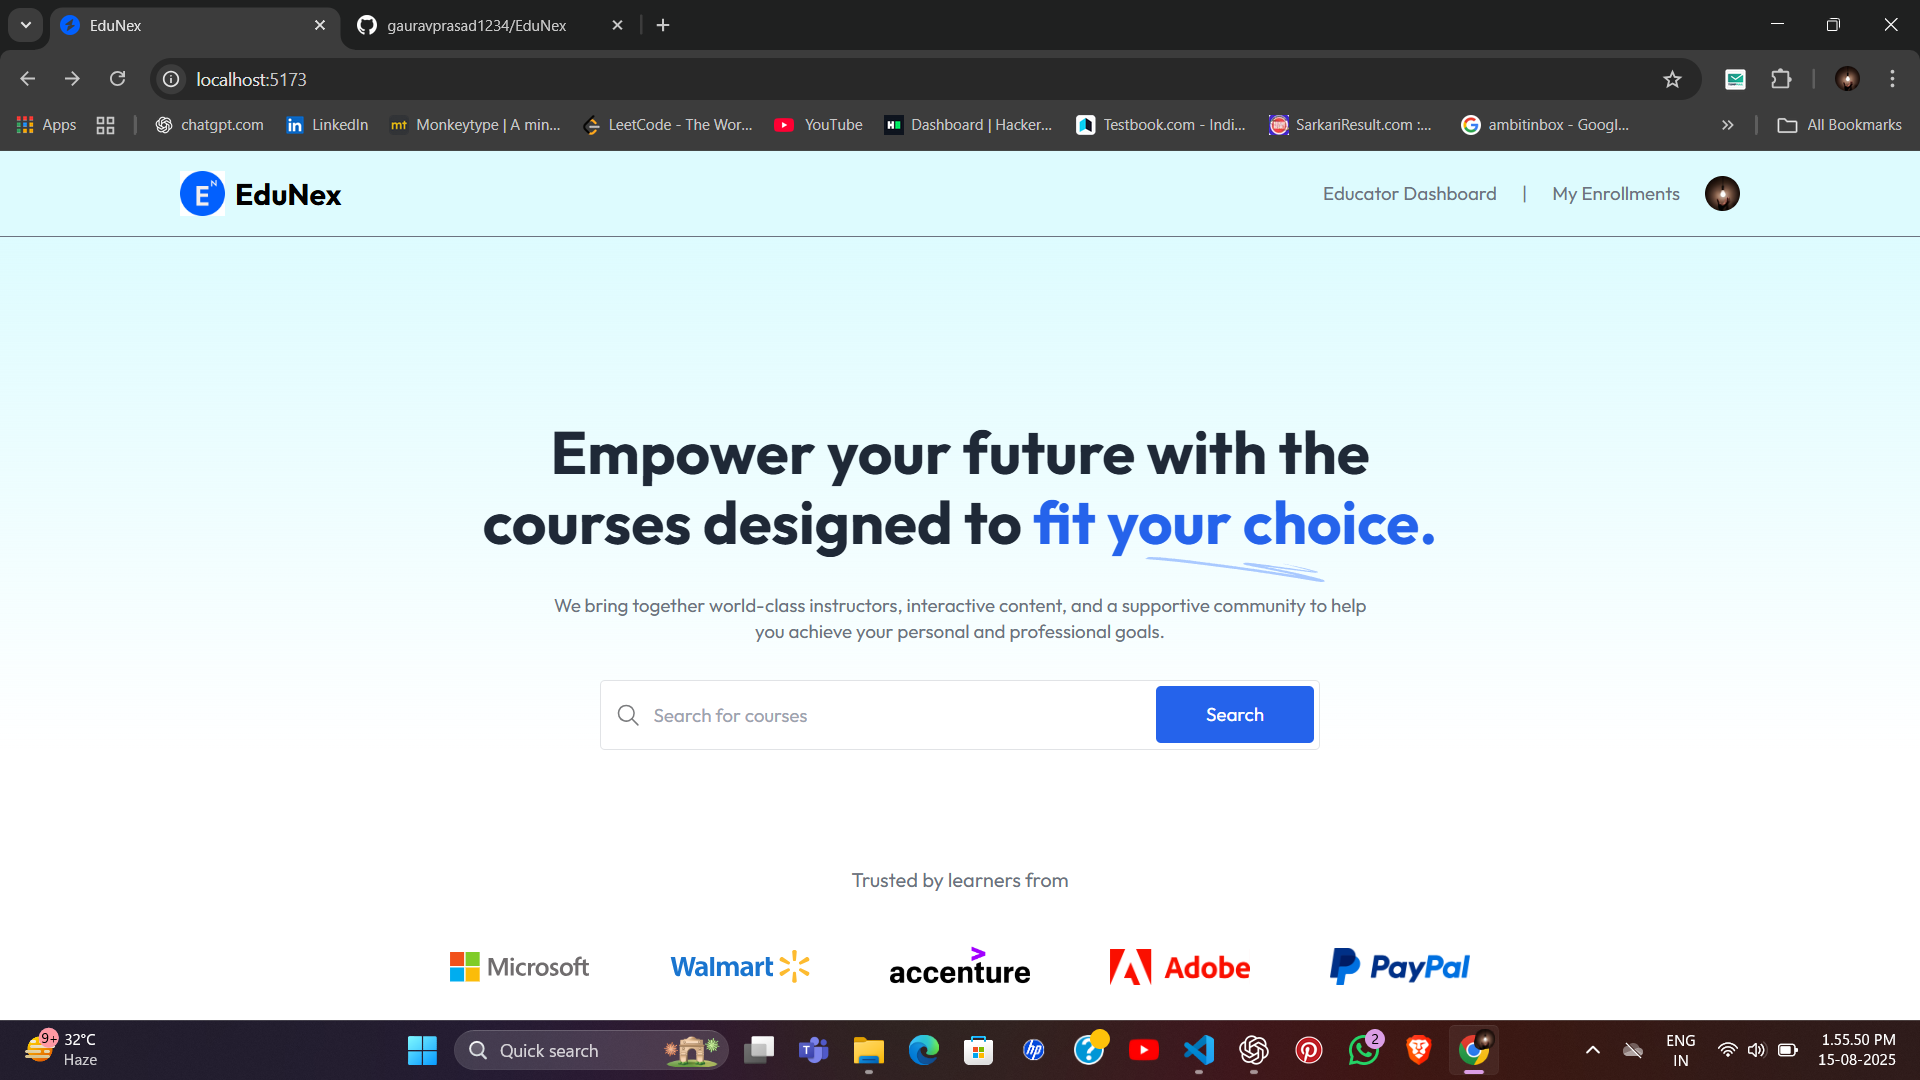 EduNex
gauravprasad1234/EduNex
localhost:5173
Apps
chatgpt.com
LinkedIn
Monkeytype | A min...
LeetCode - The Wor...
YouTube
Dashboard | Hacker...
Testbook.com - Indi...
SarkariResult.com :...
ambitinbox - Googl...
All Bookmarks
EN EduNex
Educator Dashboard | My Enrollments
Empower your future with the
courses designed to fit your choice.
We bring together world-class instructors, interactive content, and a supportive community to help
you achieve your personal and professional goals.
Search for courses
Search
Trusted by learners from
Microsoft
Walmart
accenture
Adobe
PayPal
9+
32°C
Haze
Quick search
2
ENG
IN
1.55.50 PM
15-08-2025